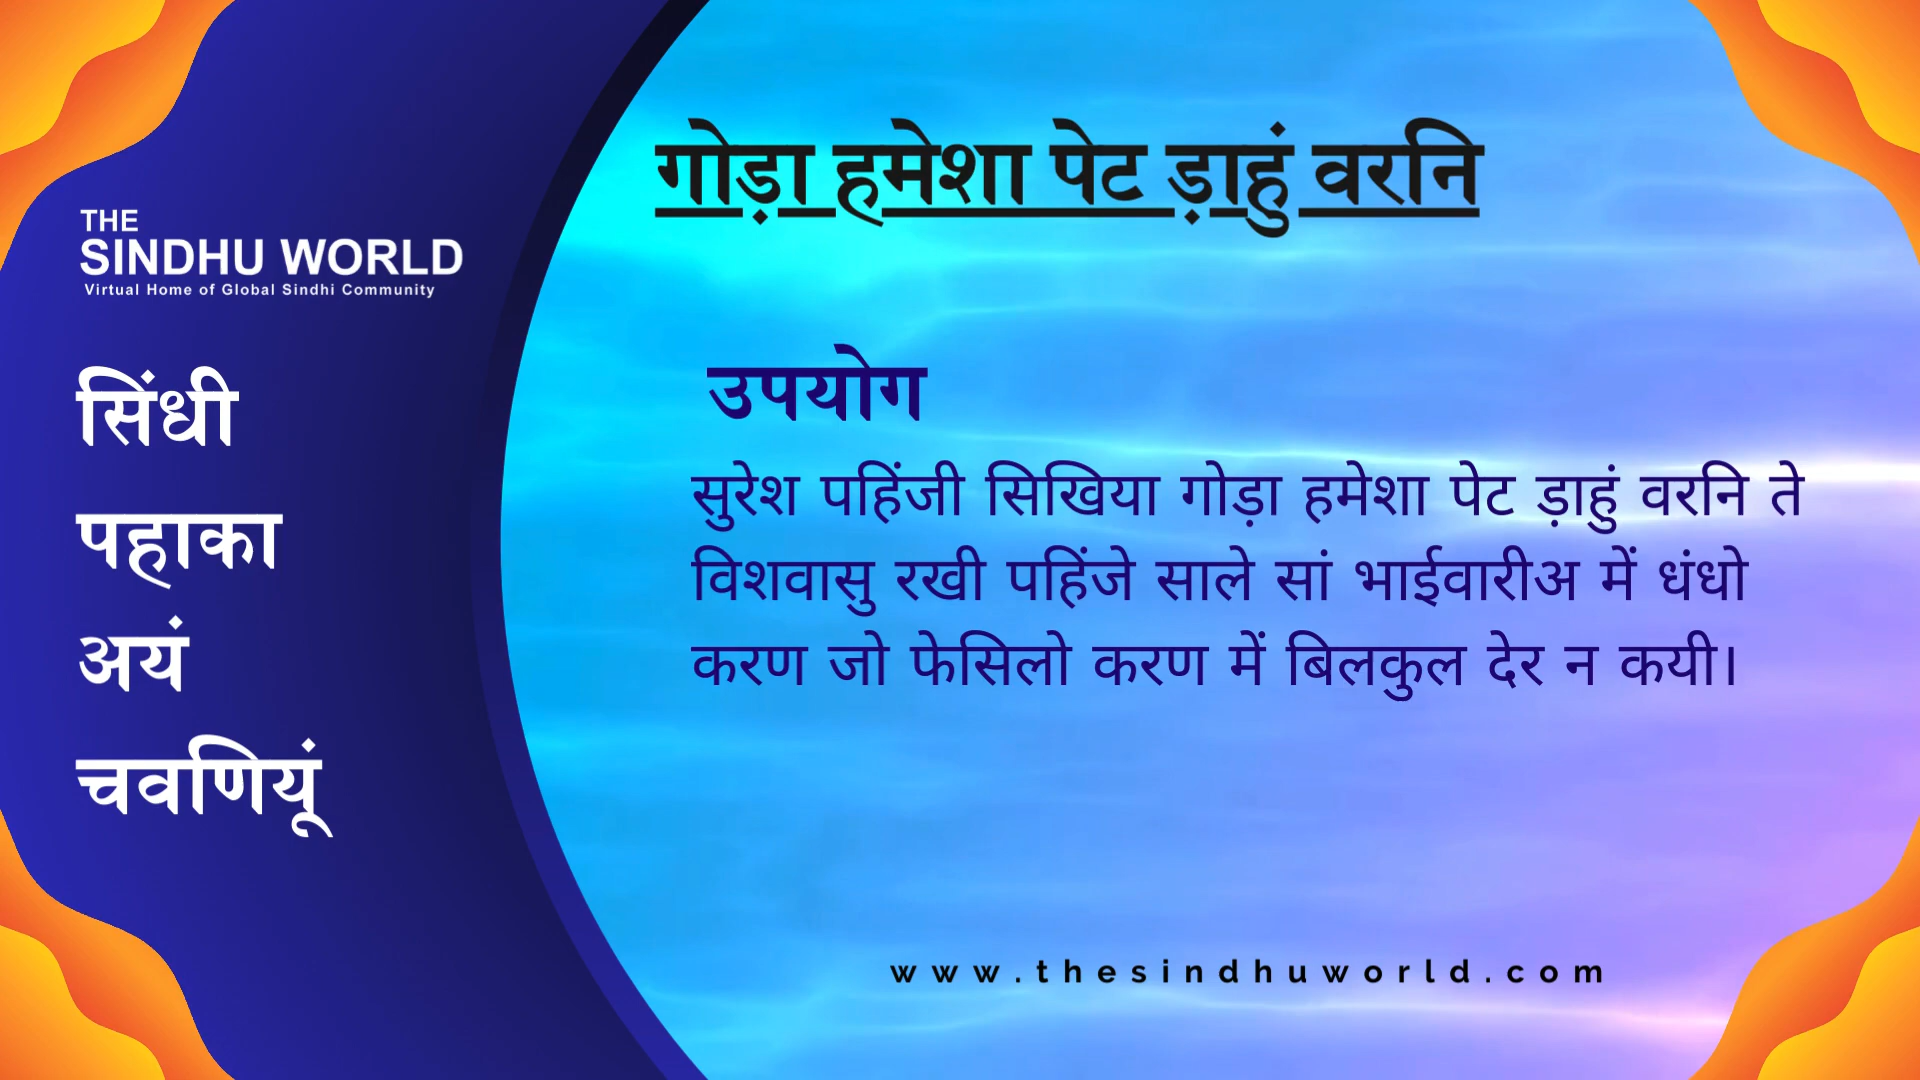 THE
SINDHU WORLD
Virtual Home of Global Sindhi Community
सिंधी
पहाका
अयं
चवणियूं
गोड़ा हमेशा पेट ड़ाहुं वरनि
उपयोग
सुरेश पहिंजी सिखिया गोड़ा हमेशा पेट ड़ाहुं वरनि ते
विशवासु रखी पहिंजे साले सां भाईवारीअ में धंधो
करण जो फेसिलो करण में बिलकुल देर न कयी।
www.thesindhuworld.com